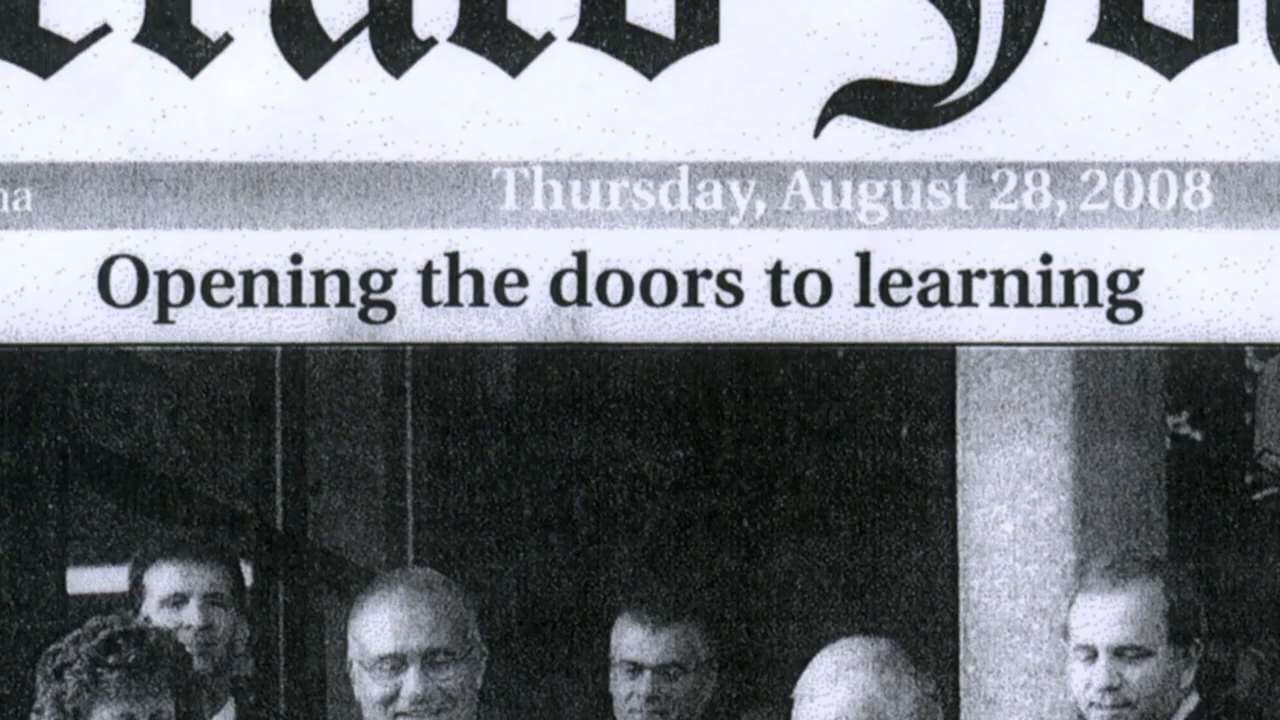 Thursday, August 28, 2008
Opening the doors to learning